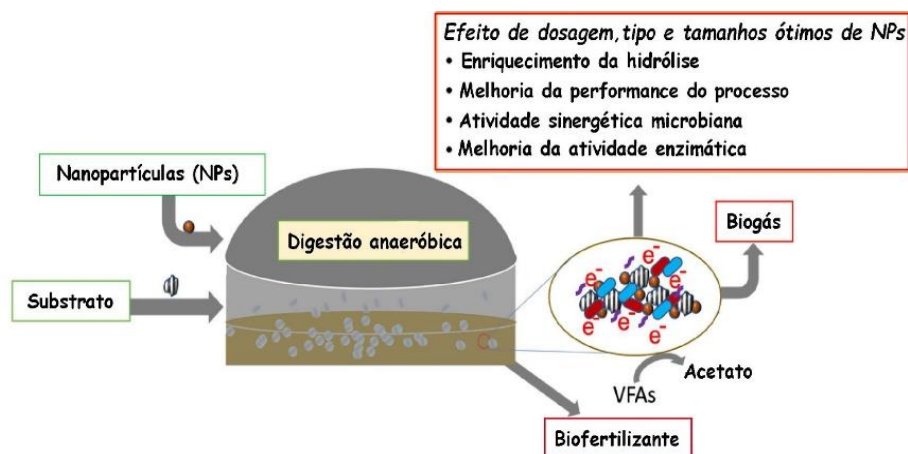 Efeito de dosagem, tipo e tamanhos ótimos de NPs
• Enriquecimento da hidrólise
• Melhoria da performance do processo
• Atividade sinergética microbiana
• Melhoria da atividade enzimática
Nanopartículas (NPs)
Digestão anaeróbica
Biogás
Substrato
e-
e-
e-
e-
e-
e-
Acetato
VFAs
Biofertilizante